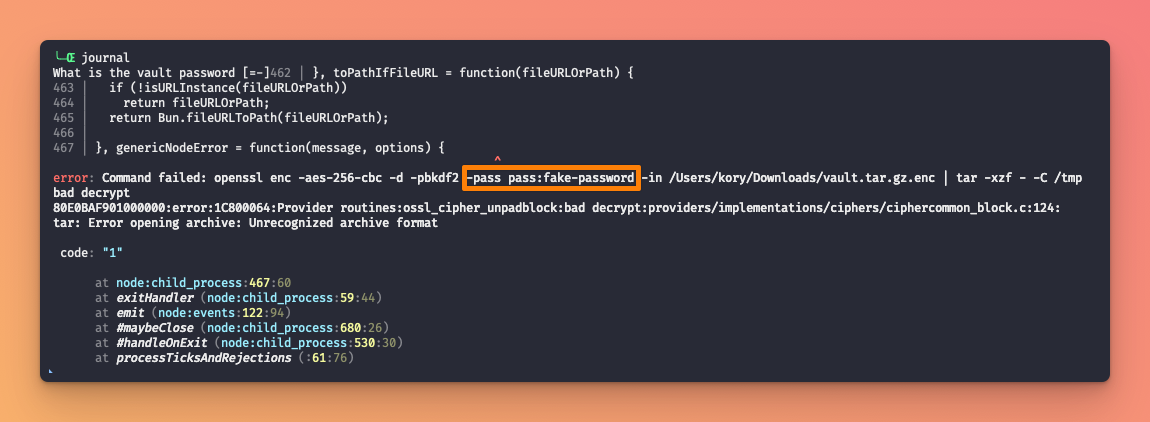 ╰─Œ journal
What is the vault password [=-]462 | }, toPathIfFileURL = function(fileURLOrPath) {
463 |   if (!isURLInstance(fileURLOrPath))
464 |     return fileURLOrPath;
465 |   return Bun.fileURLToPath(fileURLOrPath);
466 |
467 | }, genericNodeError = function(message, options) {
^
error: Command failed: openssl enc -aes-256-cbc -d -pbkdf2 -pass pass:fake-password -in /Users/kory/Downloads/vault.tar.gz.enc | tar -xzf - -C /tmp
bad decrypt
80E0BAF901000000:error:1C800064:Provider routines:ossl_cipher_unpadblock:bad decrypt:providers/implementations/ciphers/ciphercommon_block.c:124:
tar: Error opening archive: Unrecognized archive format
code: "1"
at node:child_process:467:60
at exitHandler (node:child_process:59:44)
at emit (node:events:122:94)
at #maybeClose (node:child_process:680:26)
at #handleOnExit (node:child_process:530:30)
at processTicksAndRejections (:61:76)